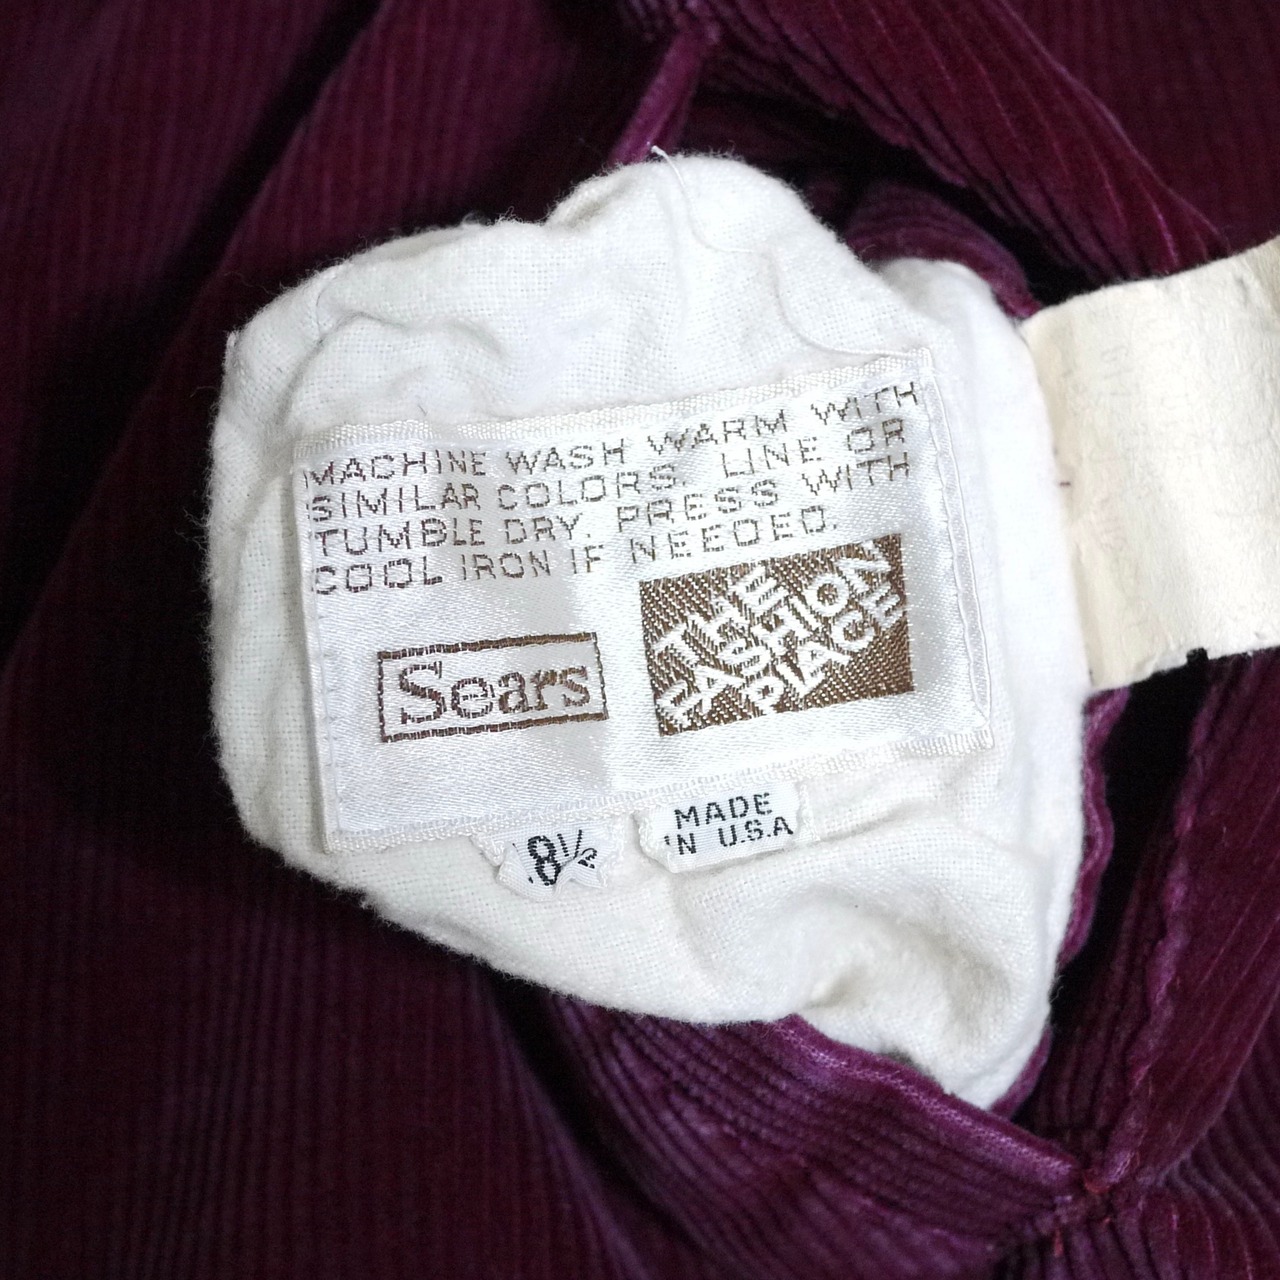 MACHINE WASH WARM WITH
SIMILAR COLORS. LINE OR
TUMBLE DRY. PRESS WITH
COOL IRON IF NEEDED.
Sears
THE
FASHION
PLACE
8½
MADE
IN U.S.A